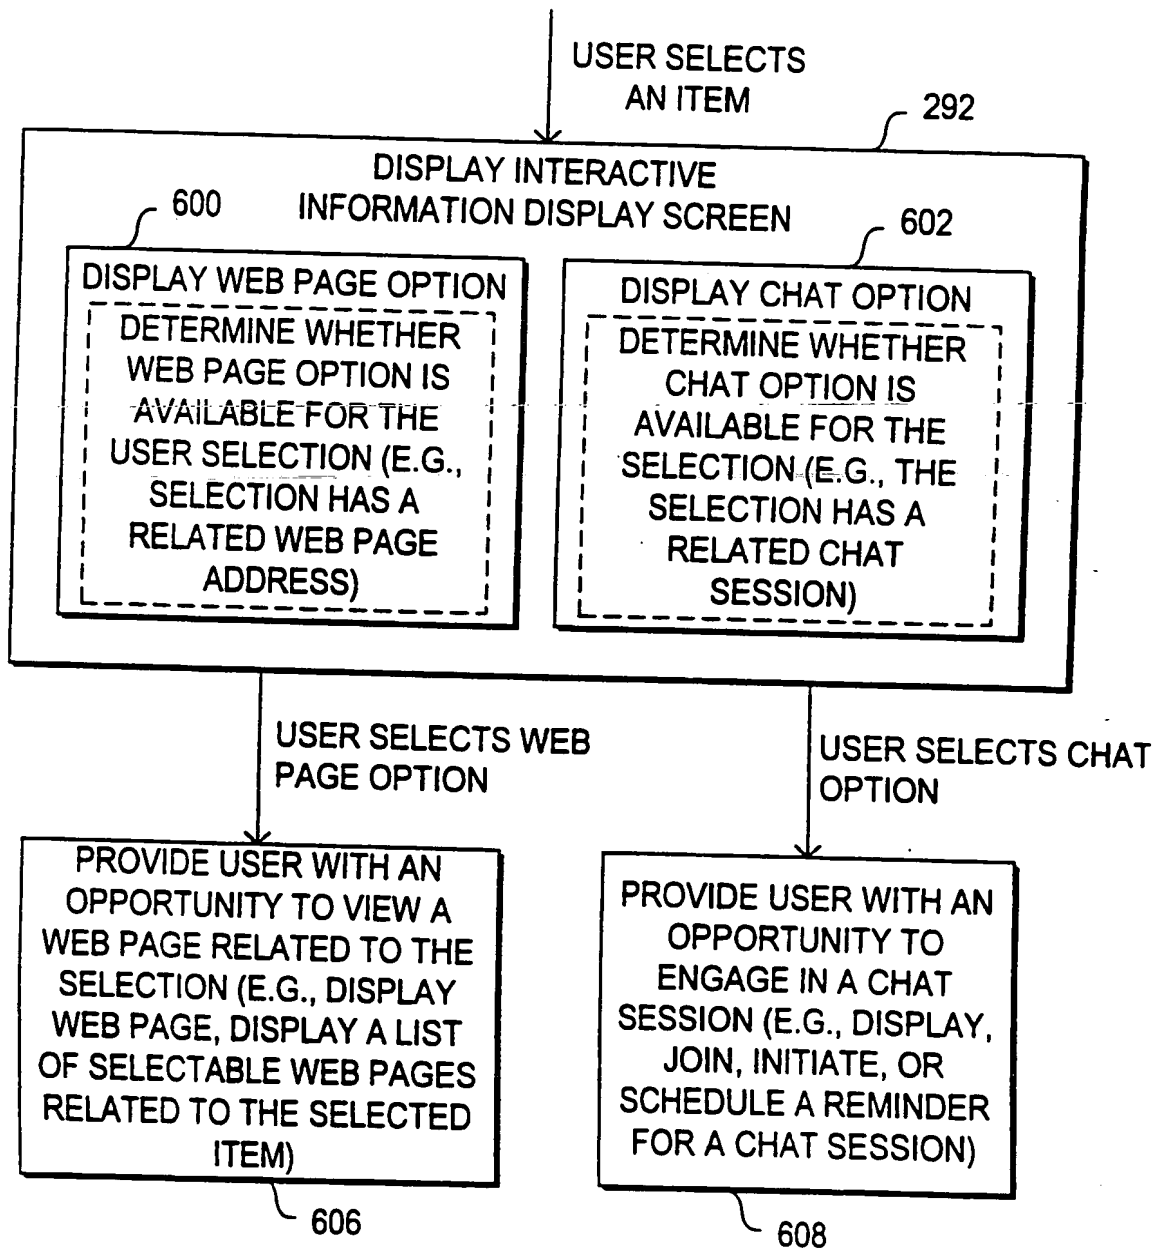 USER SELECTS
AN ITEM
292
DISPLAY INTERACTIVE
INFORMATION DISPLAY SCREEN
600
602
DISPLAY WEB PAGE OPTION
DETERMINE WHETHER
WEB PAGE OPTION IS
AVAILABLE FOR THE
USER SELECTION (E.G.,
SELECTION HAS A
RELATED WEB PAGE
ADDRESS)
DISPLAY CHAT OPTION
DETERMINE WHETHER
CHAT OPTION IS
AVAILABLE FOR THE
SELECTION (E.G., THE
SELECTION HAS A
RELATED CHAT
SESSION)
USER SELECTS WEB
PAGE OPTION
USER SELECTS CHAT
OPTION
PROVIDE USER WITH AN
OPPORTUNITY TO VIEW A
WEB PAGE RELATED TO THE
SELECTION (E.G., DISPLAY
WEB PAGE, DISPLAY A LIST
OF SELECTABLE WEB PAGES
RELATED TO THE SELECTED
ITEM)
606
PROVIDE USER WITH AN
OPPORTUNITY TO
ENGAGE IN A CHAT
SESSION (E.G., DISPLAY,
JOIN, INITIATE, OR
SCHEDULE A REMINDER
FOR A CHAT SESSION)
608